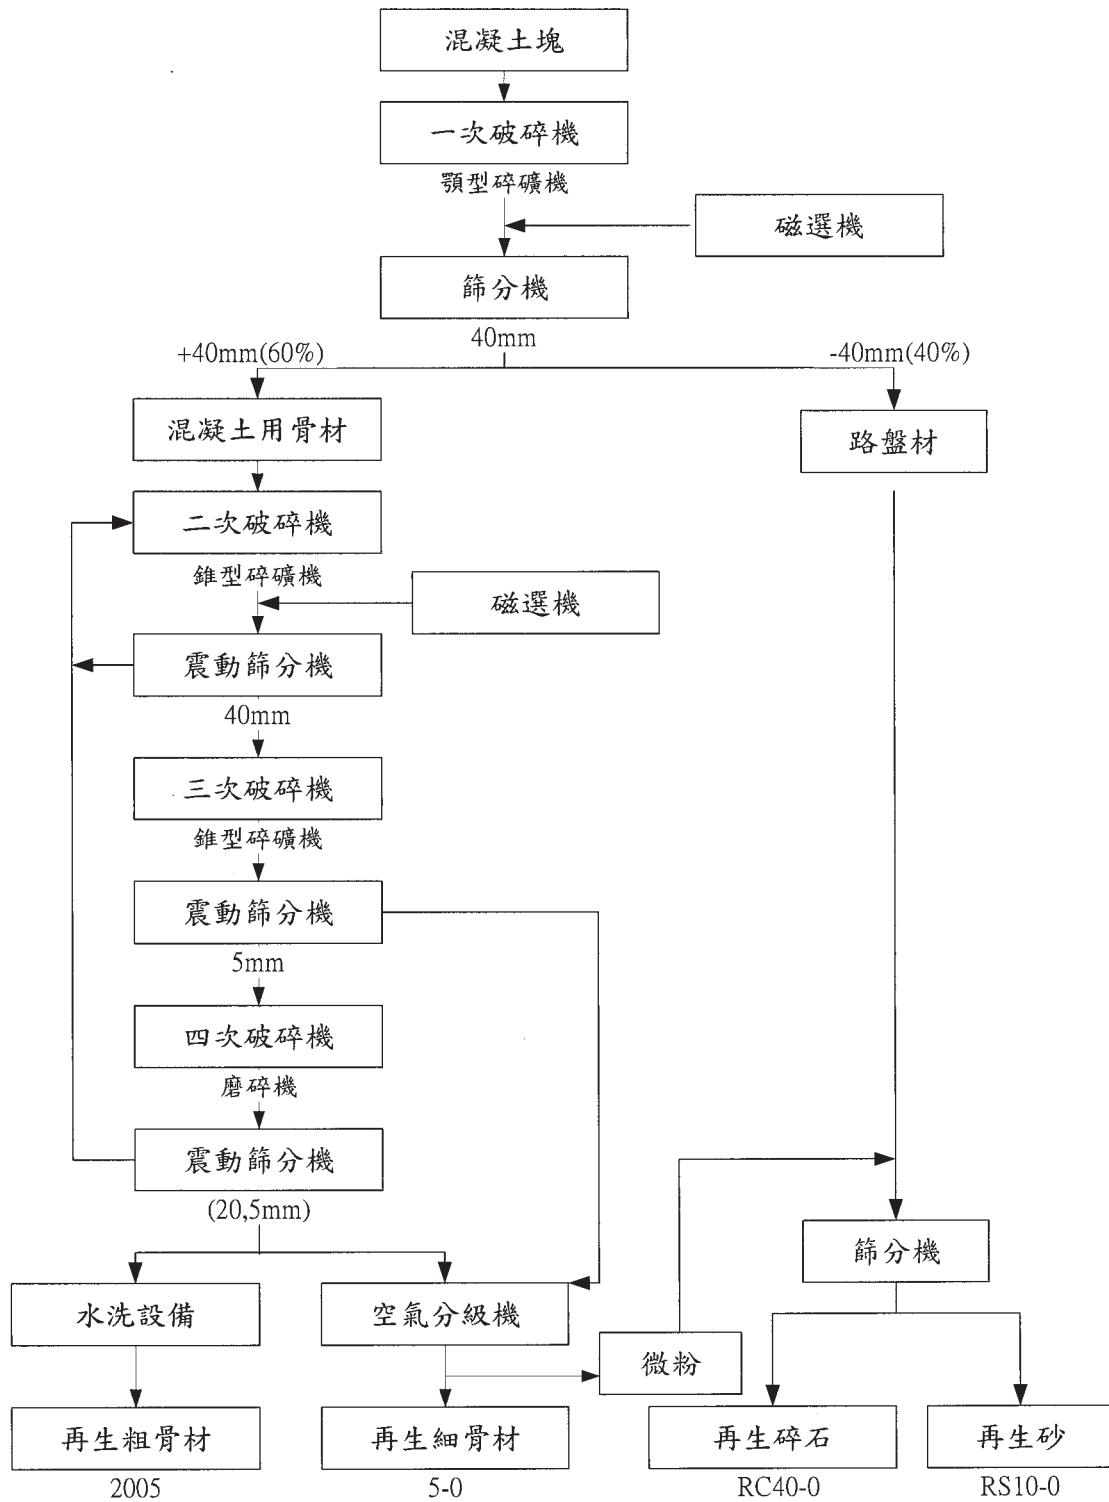 混凝土塊
一次破碎機
顎型碎礦機
磁選機
篩分機
40mm
+40mm(60%)
-40mm(40%)
混凝土用骨材
路盤材
二次破碎機
錐型碎礦機
磁選機
震動篩分機
40mm
三次破碎機
錐型碎礦機
震動篩分機
5mm
四次破碎機
磨碎機
震動篩分機
(20,5mm)
篩分機
水洗設備
空氣分級機
微粉
再生粗骨材
再生細骨材
再生碎石
再生砂
2005
5-0
RC40-0
RS10-0